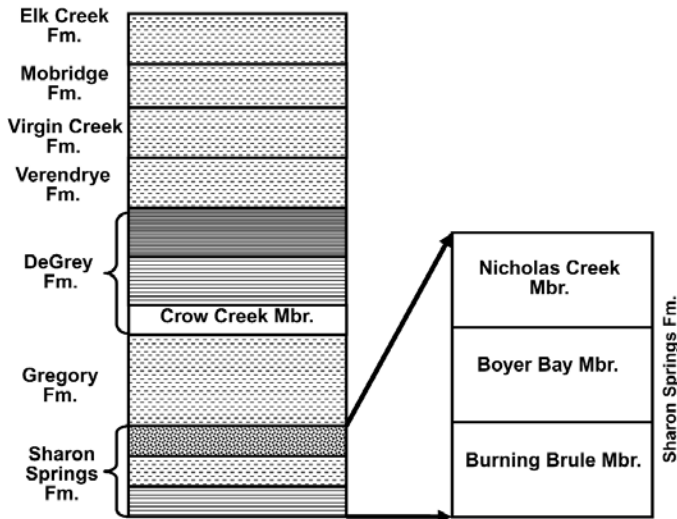 Elk Creek
Fm.
Mobridge
Fm.
Virgin Creek
Fm.
Verendrye
Fm.
DeGrey
Fm.
Crow Creek Mbr.
Gregory
Fm.
Sharon
Springs
Fm.
Nicholas Creek
Mbr.
Boyer Bay Mbr.
Burning Brule Mbr.
Sharon Springs Fm.